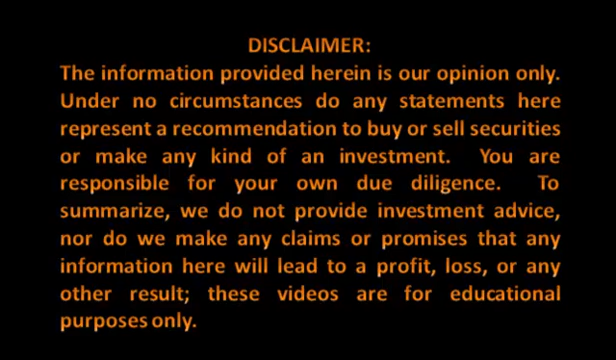 DISCLAIMER:
The information provided herein is our opinion only.
Under no circumstances do any statements here
represent a recommendation to buy or sell securities
or make any kind of an investment. You are
responsible for your own due diligence. To
summarize, we do not provide investment advice,
nor do we make any claims or promises that any
information here will lead to a profit, loss, or any
other result; these videos are for educational
purposes only.